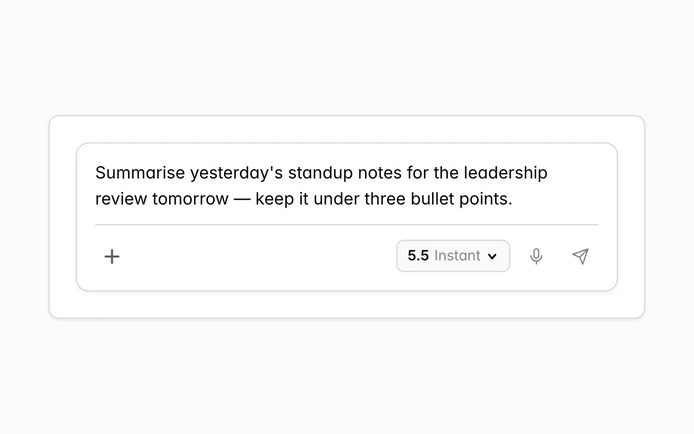 Summarise yesterday's standup notes for the leadership
review tomorrow — keep it under three bullet points.
5.5 Instant